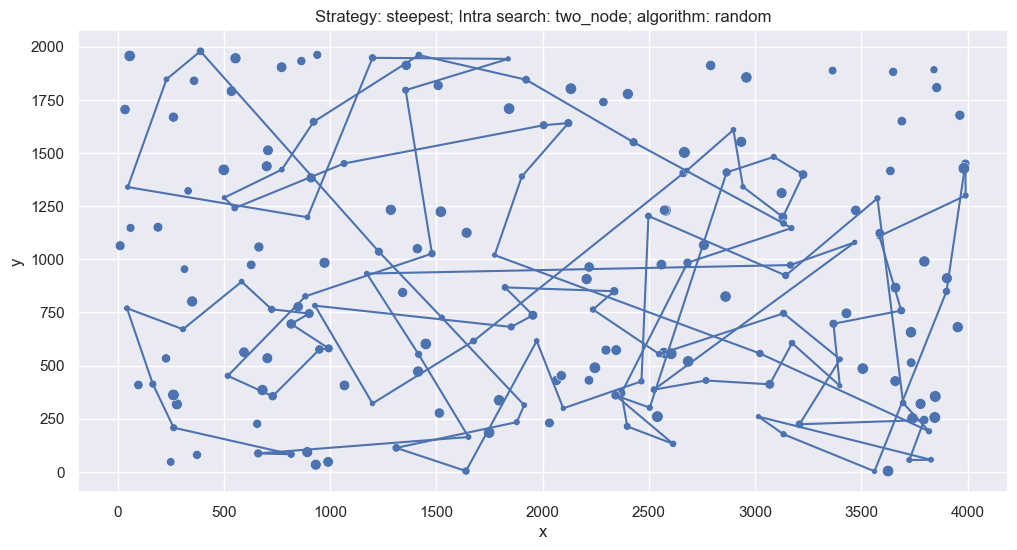 Strategy: steepest; Intra search: two_node; algorithm: random
2000
1750
1500
1250
1000
750
500
250
0
y
0 500 1000 1500 2000 2500 3000 3500 4000
x